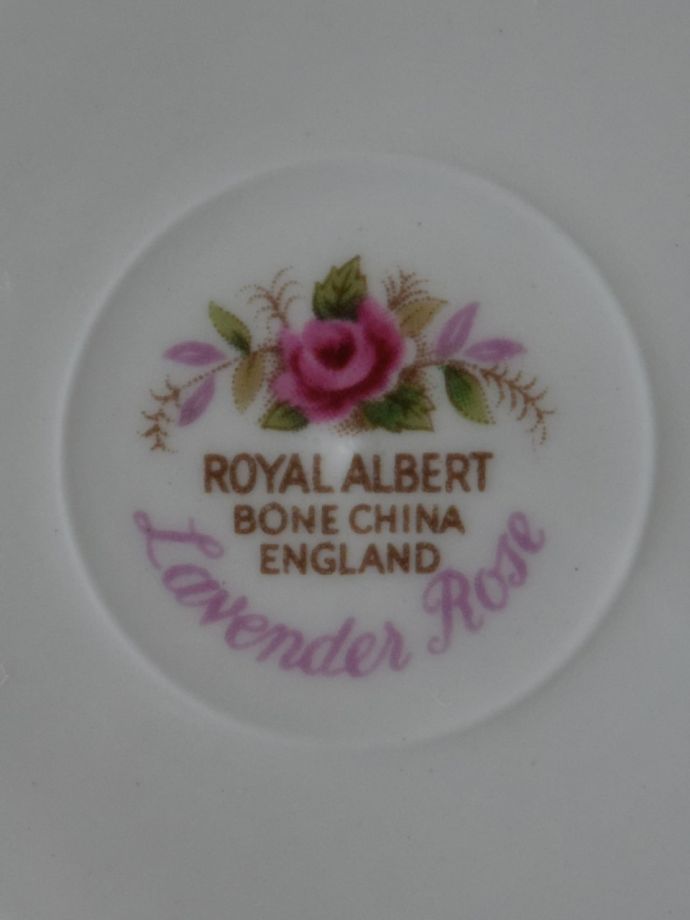 ROYAL ALBERT
BONE CHINA
ENGLAND
Lavender Rose